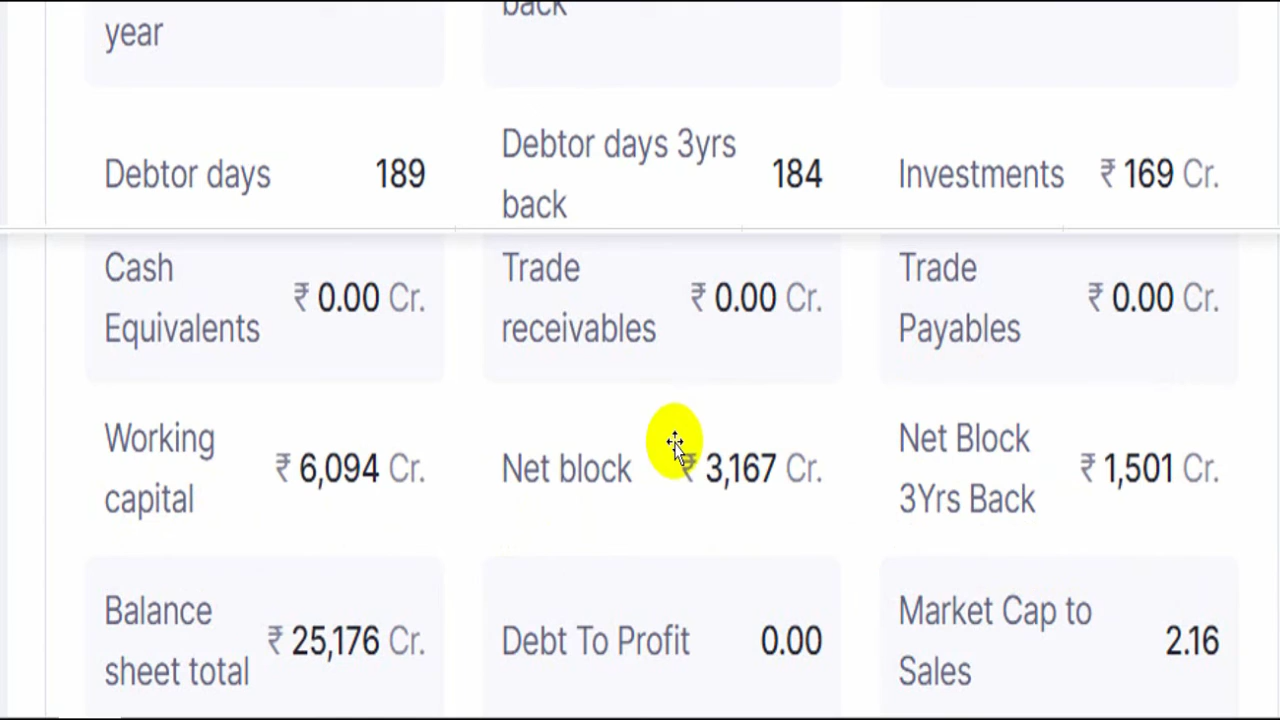 year
back
Debtor days 189
Debtor days 3yrs
back
184
Investments ₹ 169 Cr.
Cash
Equivalents
₹ 0.00 Cr.
Trade
receivables
₹ 0.00 Cr.
Trade
Payables
₹ 0.00 Cr.
Working
capital
₹ 6,094 Cr.
Net block ₹ 3,167 Cr.
Net Block
3Yrs Back
₹ 1,501 Cr.
Balance
sheet total
₹ 25,176 Cr.
Debt To Profit 0.00
Market Cap to
Sales
2.16